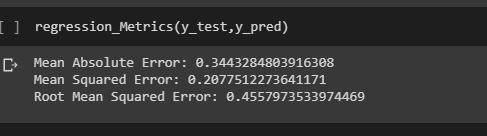 [ ] regression_Metrics(y_test,y_pred)
Mean Absolute Error: 0.3443284803916308
Mean Squared Error: 0.2077512273641171
Root Mean Squared Error: 0.4557973533974469